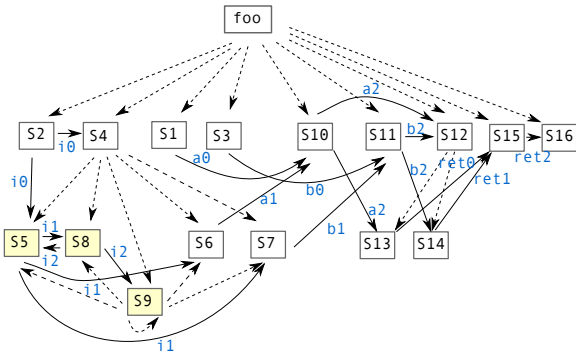 foo
S2 S4 S1 S3 S10 S11 S12 S15 S16
i0 a2 b2 ret2
a0 b0 ret0 ret1
i0 a1 b2
S5 i1 S8 i2 S6 S7 b1 a2 S13 S14
i2
i1 S9
i1